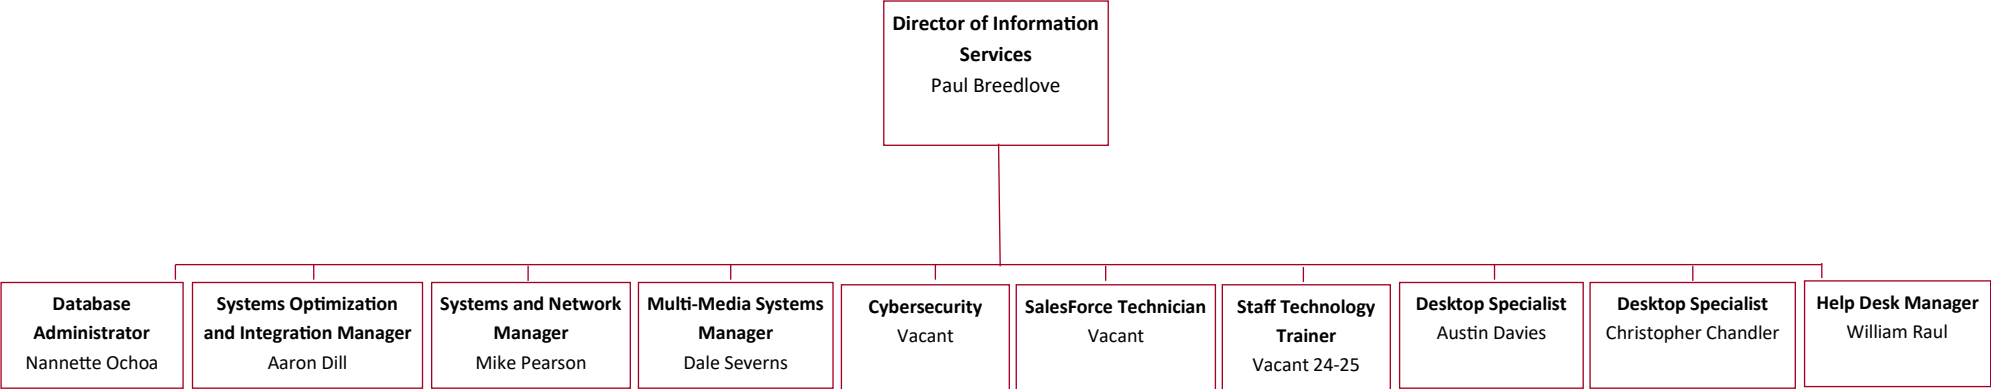 Director of Information
Services
Paul Breedlove
Database
Administrator
Nannette Ochoa
Systems Optimization
and Integration Manager
Aaron Dill
Systems and Network
Manager
Mike Pearson
Multi-Media Systems
Manager
Dale Severns
Cybersecurity
Vacant
SalesForce Technician
Vacant
Staff Technology
Trainer
Vacant 24-25
Desktop Specialist
Austin Davies
Desktop Specialist
Christopher Chandler
Help Desk Manager
William Raul